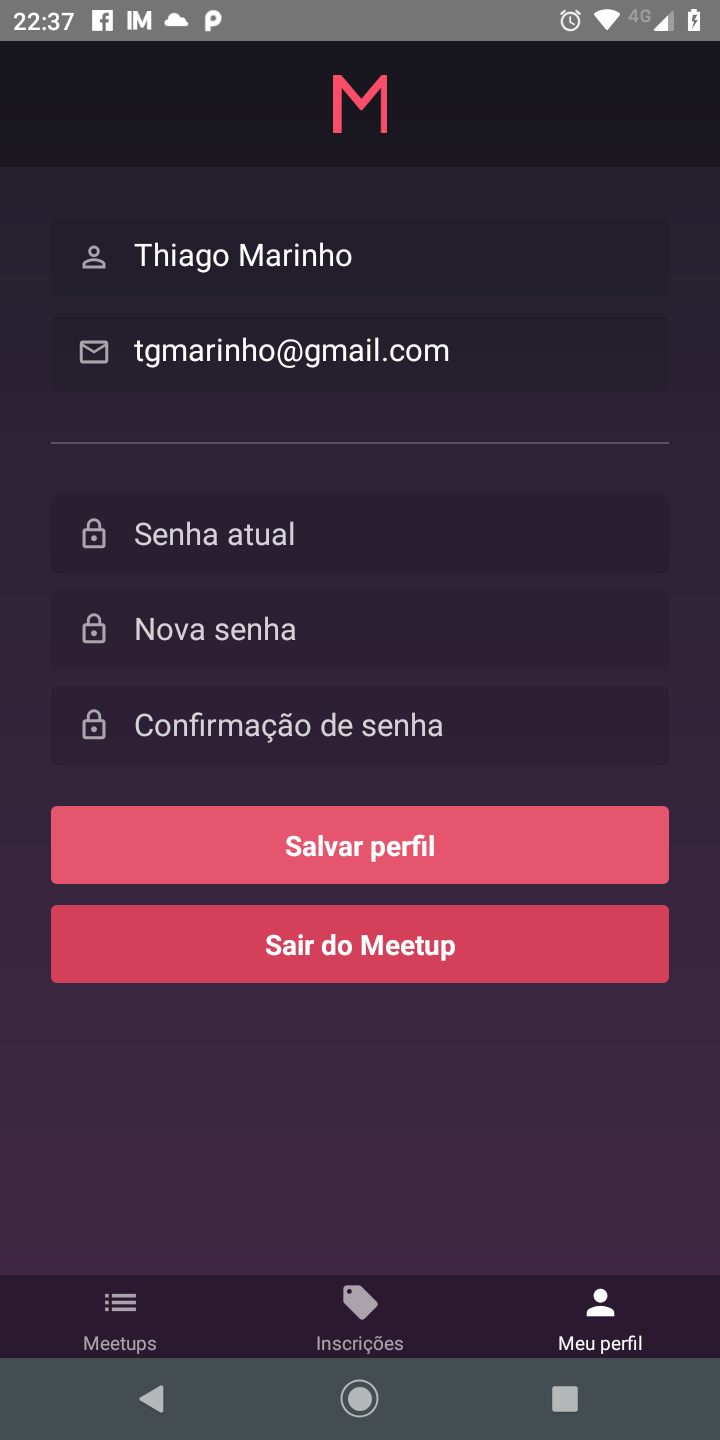 22:37 IM 4G
M
Thiago Marinho
tgmarinho@gmail.com
Senha atual
Nova senha
Confirmação de senha
Salvar perfil
Sair do Meetup
Meetups Inscrições Meu perfil